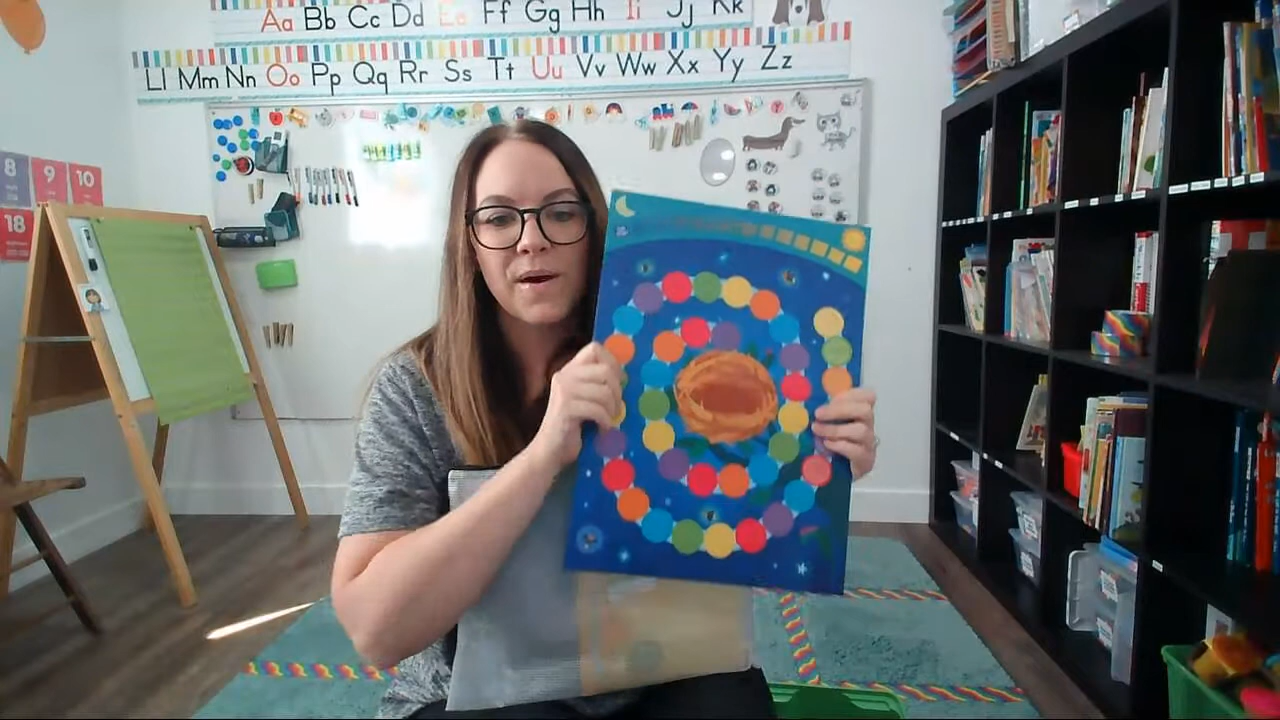 Aa Bb Cc Dd Ee Ff Gg Hh Ii Jj Kk
Ll Mm Nn Oo Pp Qq Rr Ss Tt Uu Vv Ww Xx Yy Zz
8 9 10
18